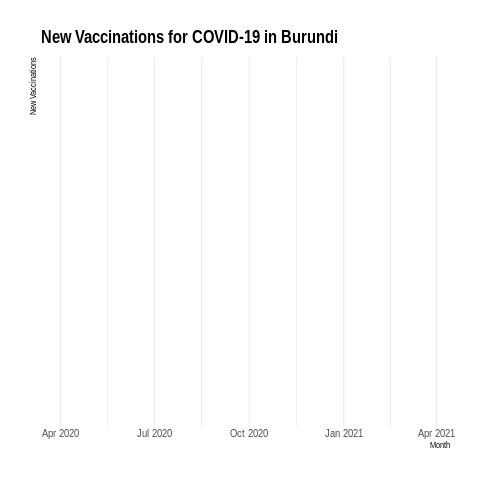 New Vaccinations for COVID-19 in Burundi
New Vaccinations
Apr 2020 Jul 2020 Oct 2020 Jan 2021 Apr 2021
Month